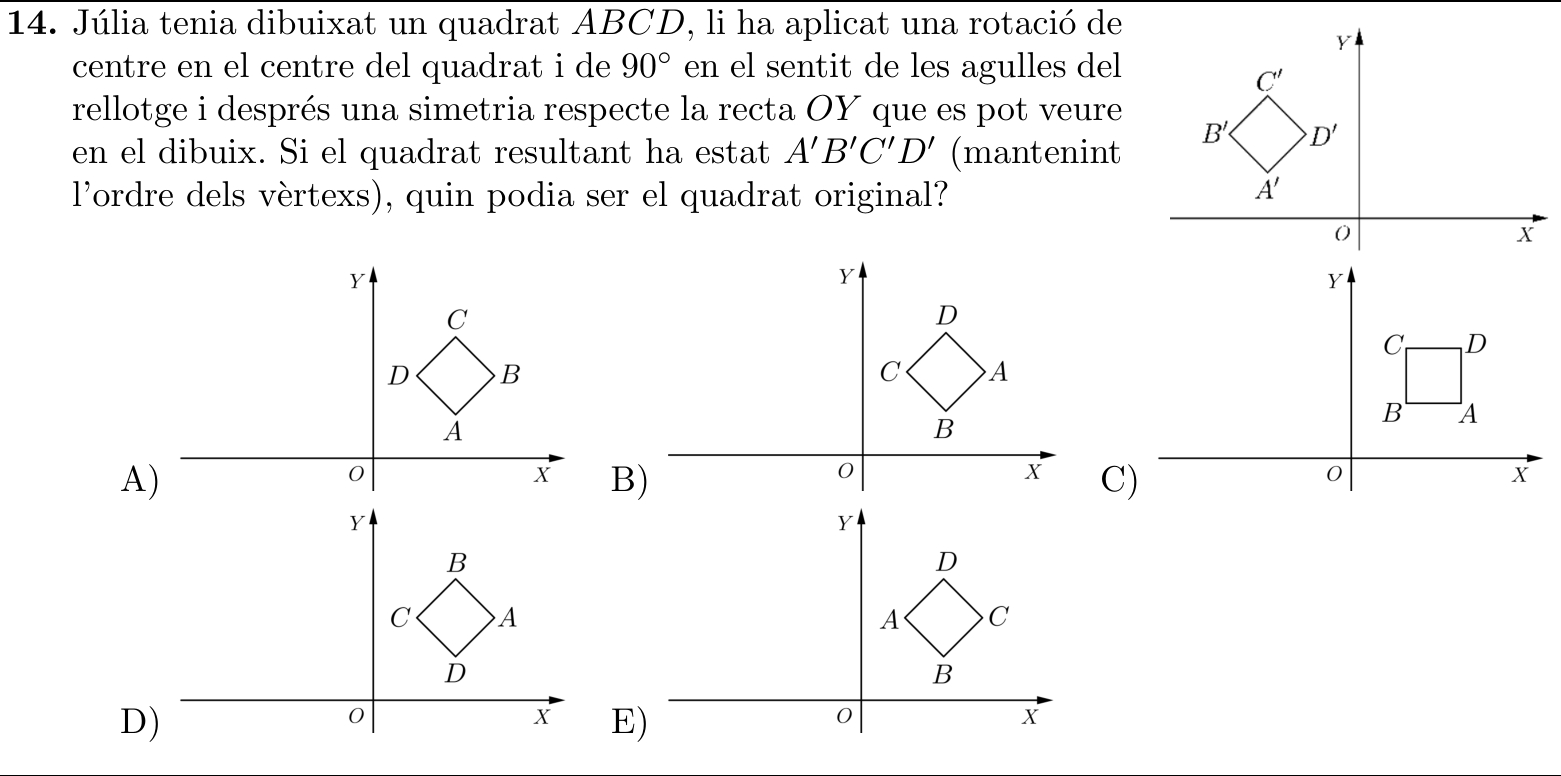 14. Júlia tenia dibuixat un quadrat ABCD, li ha aplicat una rotació de
centre en el centre del quadrat i de 90° en el sentit de les agulles del
rellotge i després una simetria respecte la recta OY que es pot veure
en el dibuix. Si el quadrat resultant ha estat A′B′C′D′ (mantenint
l'ordre dels vèrtexs), quin podia ser el quadrat original?
Y
C′
B′ D′
A′
O X
A)
Y
C
D B
A
O X
B)
Y
D
C A
B
O X
C)
Y
C D
B A
O X
D)
Y
B
C A
D
O X
E)
Y
D
A C
B
O X